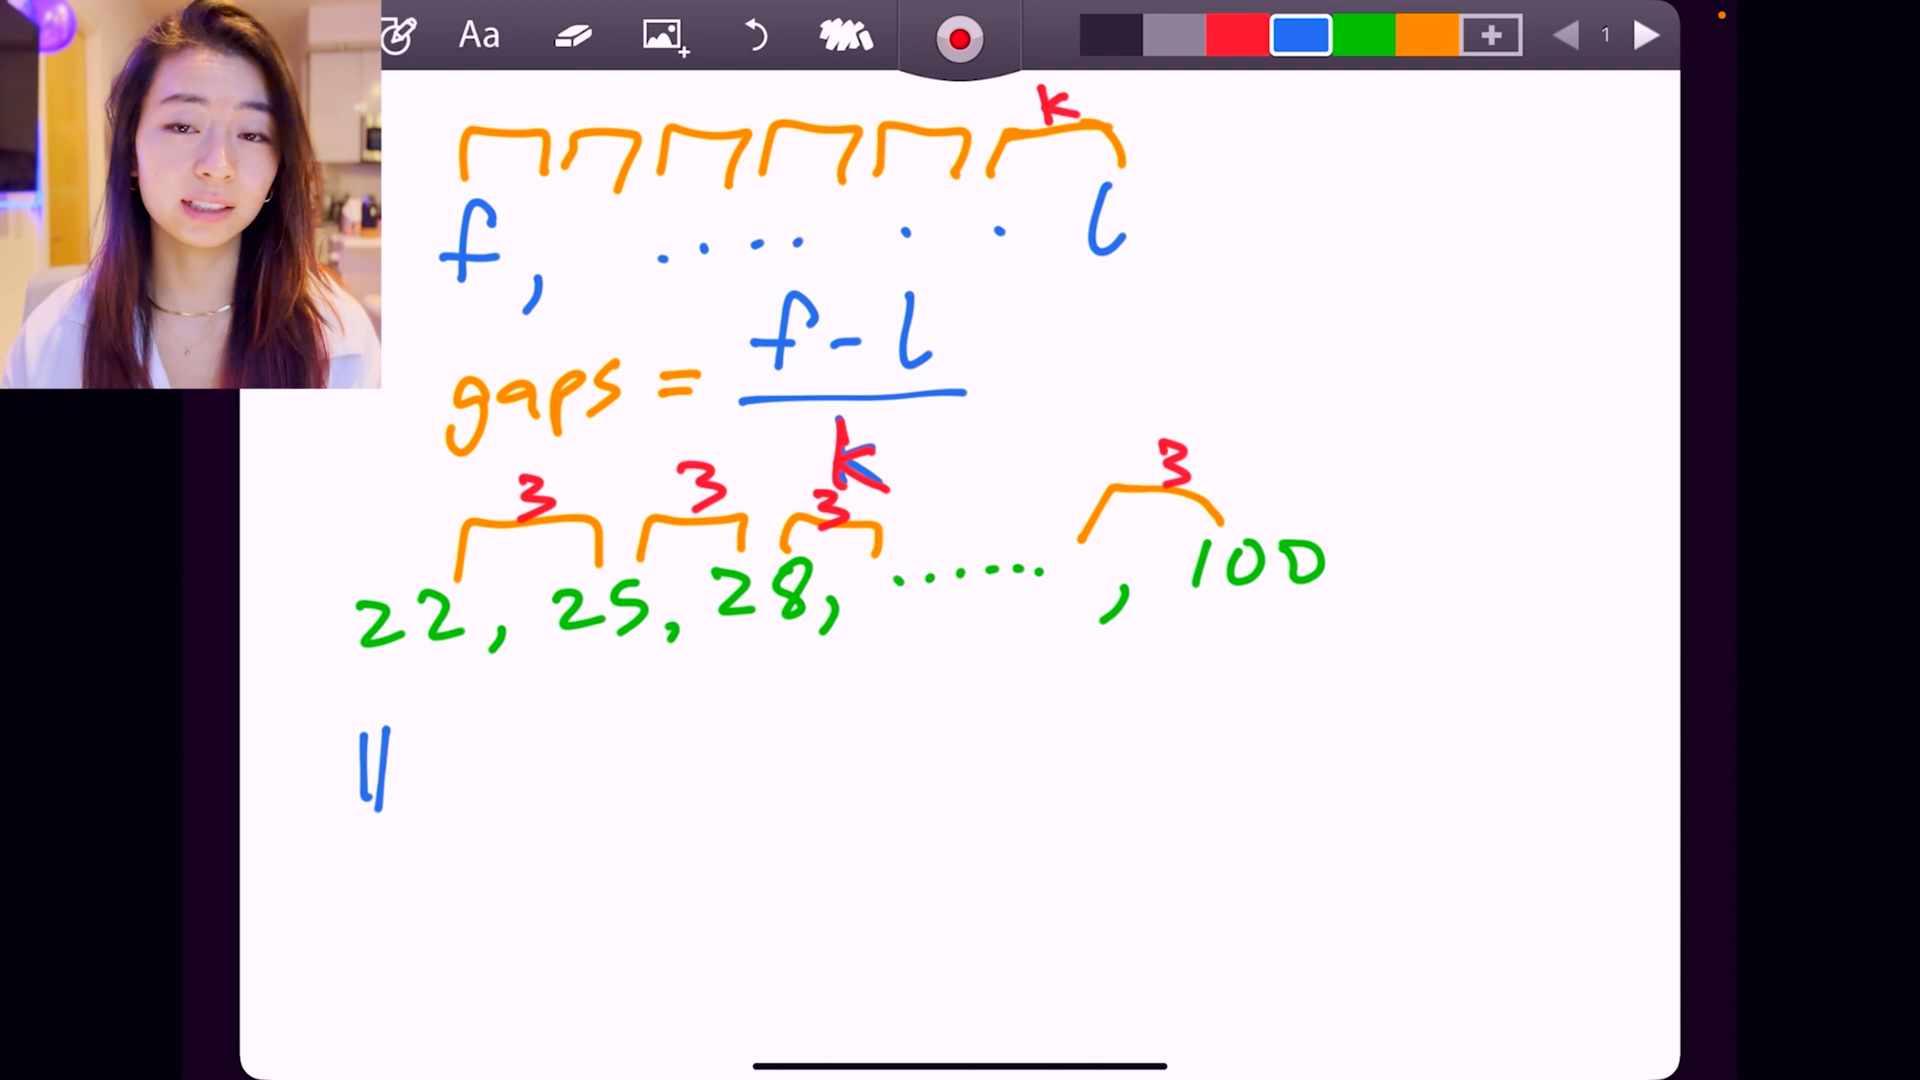 Aa
1
k
f, .... . . l
gaps = f - l
k
3 3 3 3
22, 25, 28, ......, 100
||